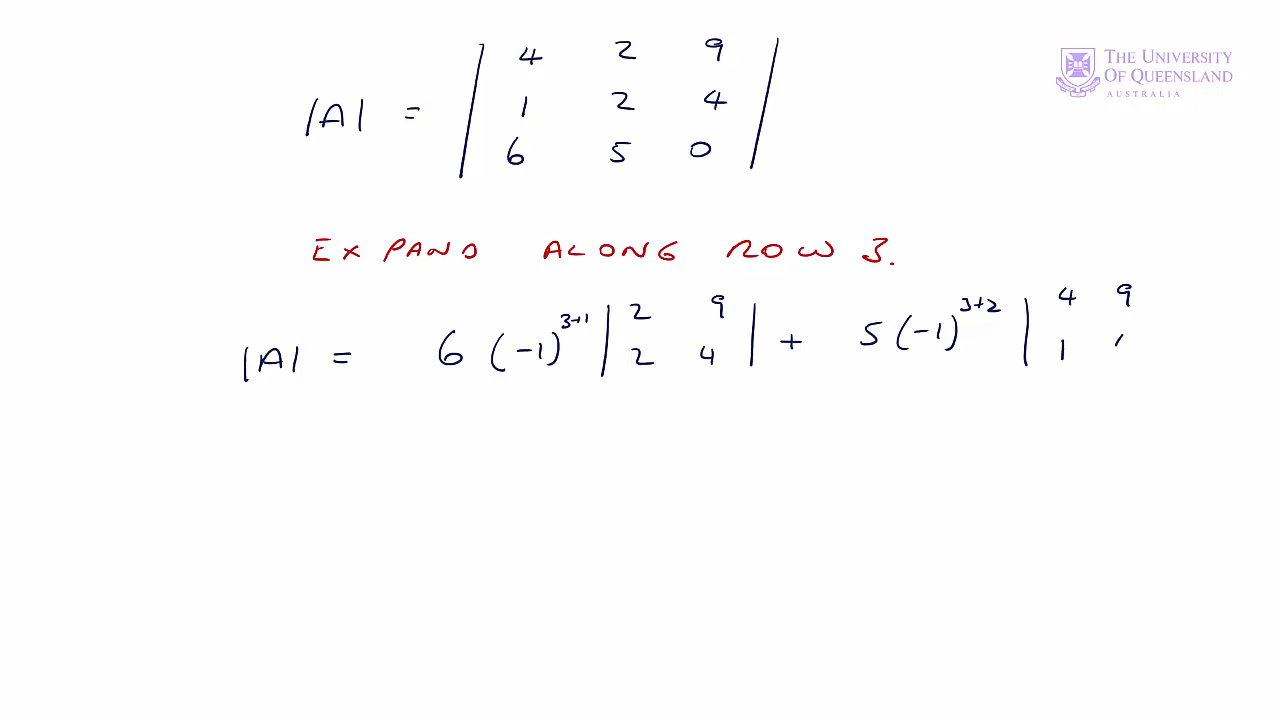 THE UNIVERSITY
OF QUEENSLAND
AUSTRALIA
|A| = | 4 2 9 |
| 1 2 4 |
| 6 5 0 |
EXPAND ALONG ROW 3.
|A| = 6 (-1)^{3+1} | 2 9 | + 5 (-1)^{3+2} | 4 9
| 2 4 | | 1